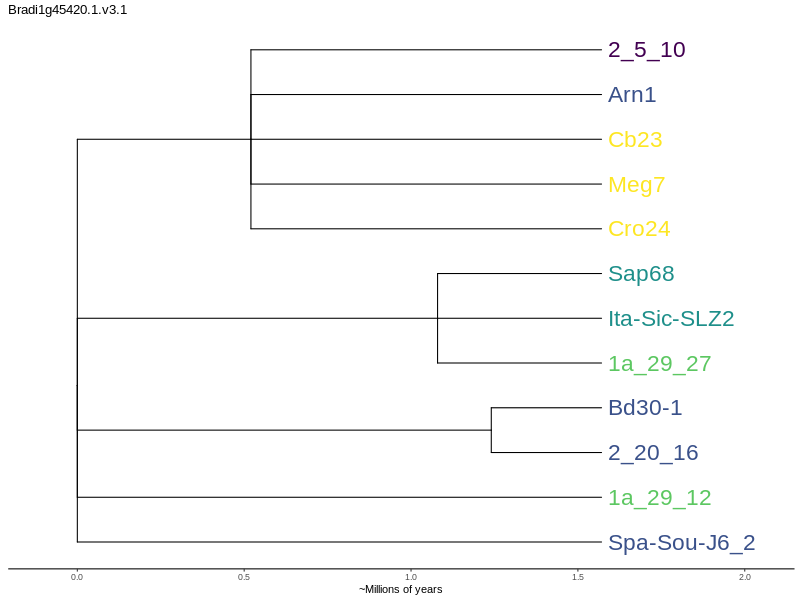 Bradi1g45420.1.v3.1
2_5_10
Arn1
Cb23
Meg7
Cro24
Sap68
Ita-Sic-SLZ2
1a_29_27
Bd30-1
2_20_16
1a_29_12
Spa-Sou-J6_2
0.0 0.5 1.0 1.5 2.0
~Millions of years